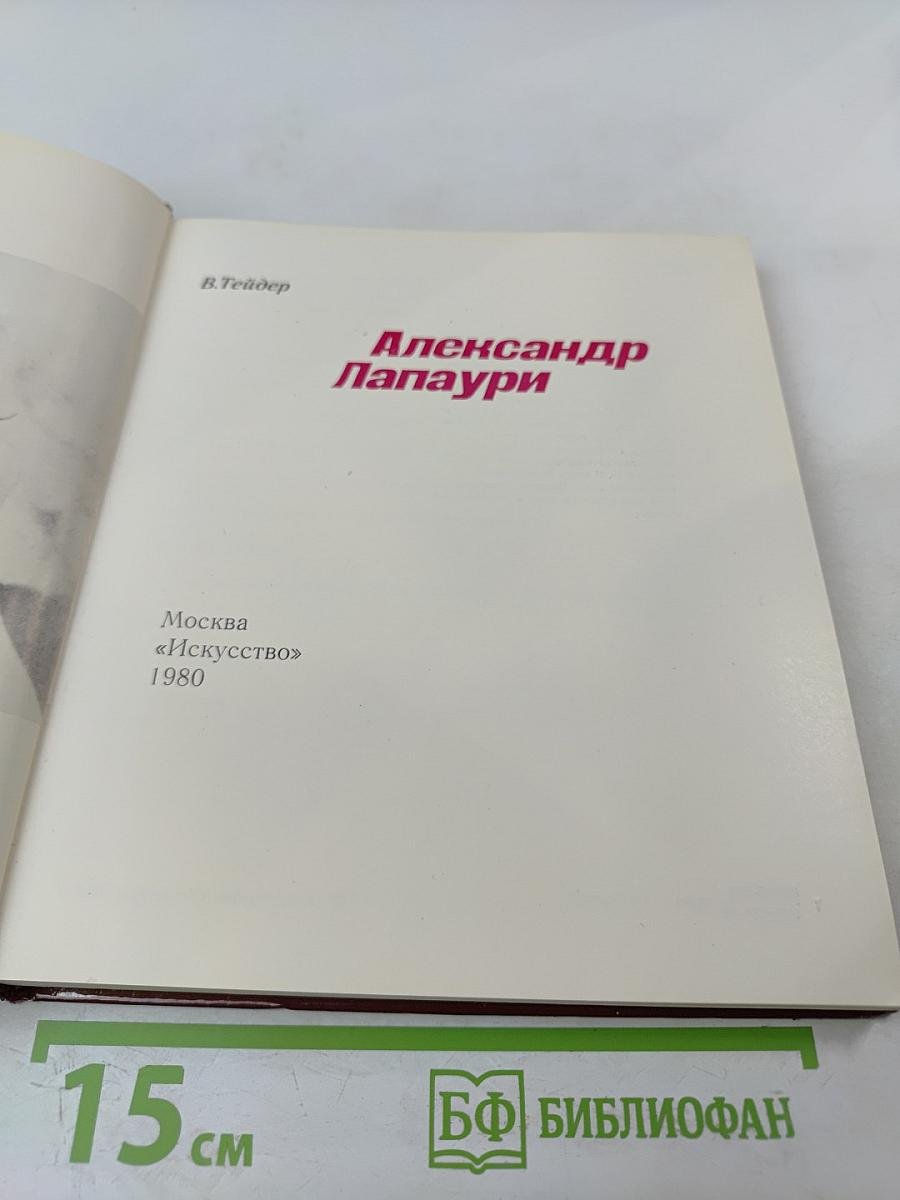 В.Тейдер
Александр
Лапаури
Москва
«Искусство»
1980
15 см
БФ БИБЛИОФАН